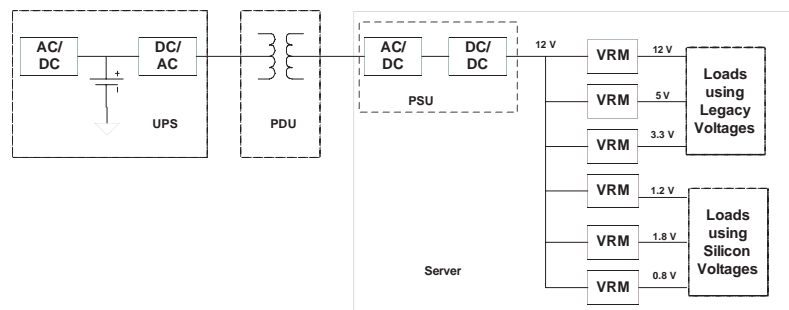 AC/
DC
DC/
AC
+
UPS
PDU
AC/
DC
DC/
DC
PSU
12 V
VRM
12 V
VRM
5 V
VRM
3.3 V
VRM
1.2 V
VRM
1.8 V
VRM
0.8 V
Loads
using
Legacy
Voltages
Loads
using
Silicon
Voltages
Server